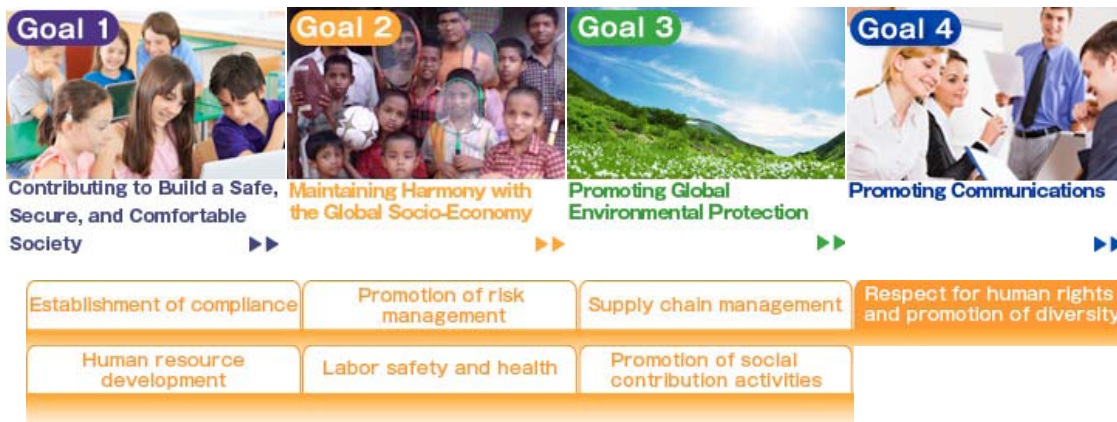 Goal 1
Goal 2
Goal 3
Goal 4
Contributing to Build a Safe,
Secure, and Comfortable
Society
Maintaining Harmony with
the Global Socio-Economy
Promoting Global
Environmental Protection
Promoting Communications
Establishment of compliance
Promotion of risk
management
Supply chain management
Respect for human rights
and promotion of diversity
Human resource
development
Labor safety and health
Promotion of social
contribution activities